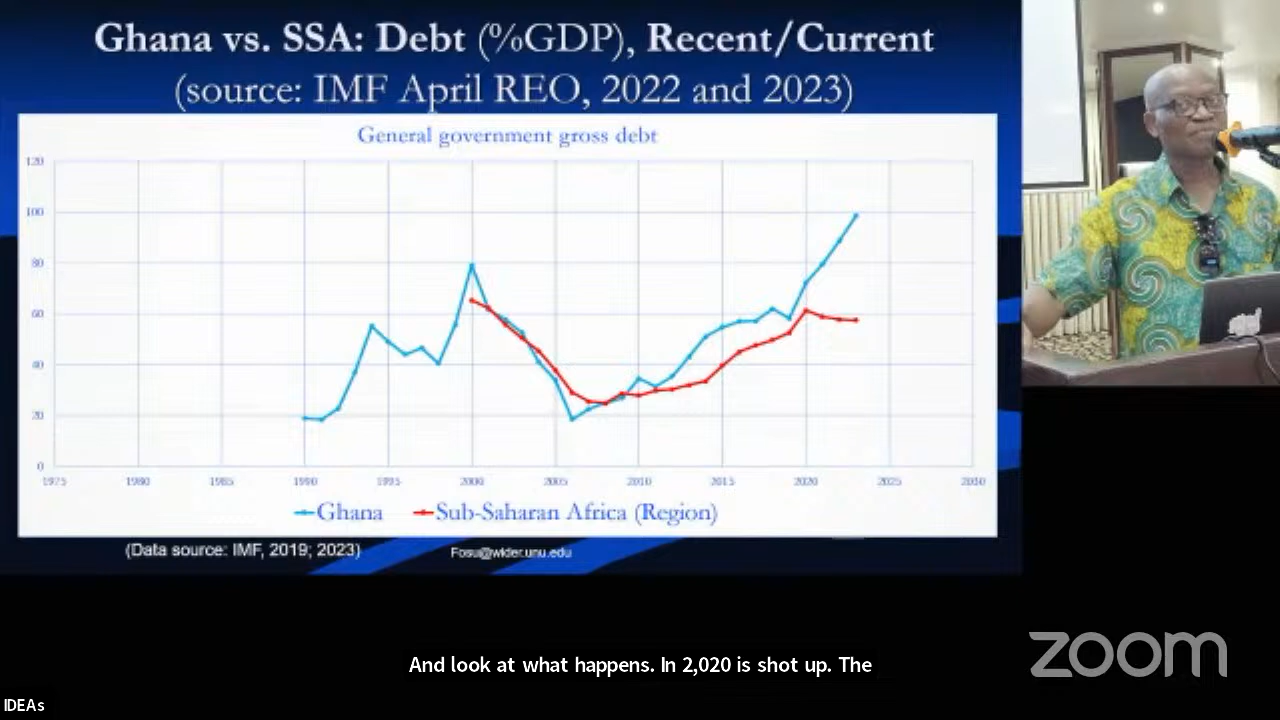 Ghana vs. SSA: Debt (%GDP), Recent/Current
(source: IMF April REO, 2022 and 2023)
General government gross debt
120
100
80
60
40
20
0
1975 1980 1985 1990 1995 2000 2005 2010 2015 2020 2025 2030
Ghana Sub-Saharan Africa (Region)
(Data source: IMF, 2019; 2023)
Fosu@wider.unu.edu
And look at what happens. In 2,020 is shot up. The
zoom
IDEAs